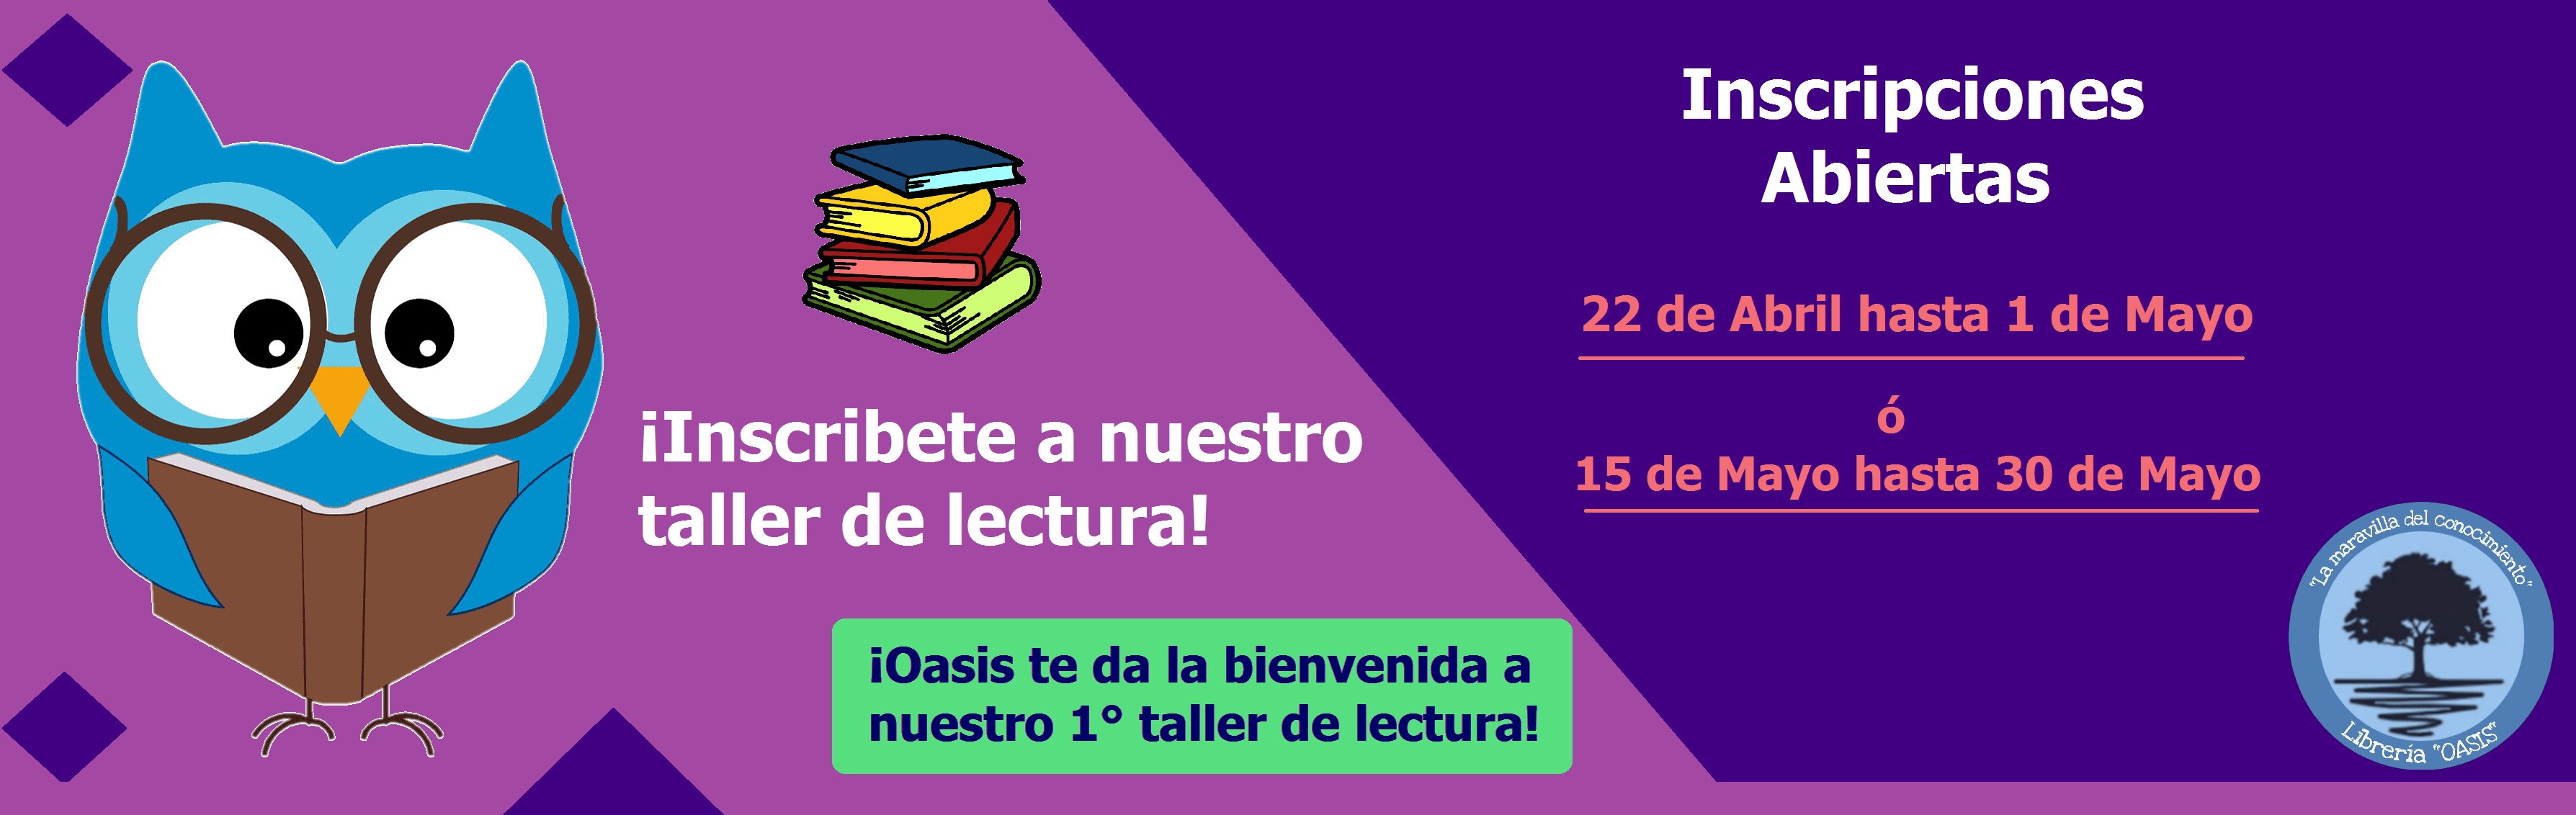 ¡Inscribete a nuestro
taller de lectura!
¡Oasis te da la bienvenida a
nuestro 1° taller de lectura!
Inscripciones
Abiertas
22 de Abril hasta 1 de Mayo
ó
15 de Mayo hasta 30 de Mayo
"La maravilla del conocimiento"
Librería "OASIS"